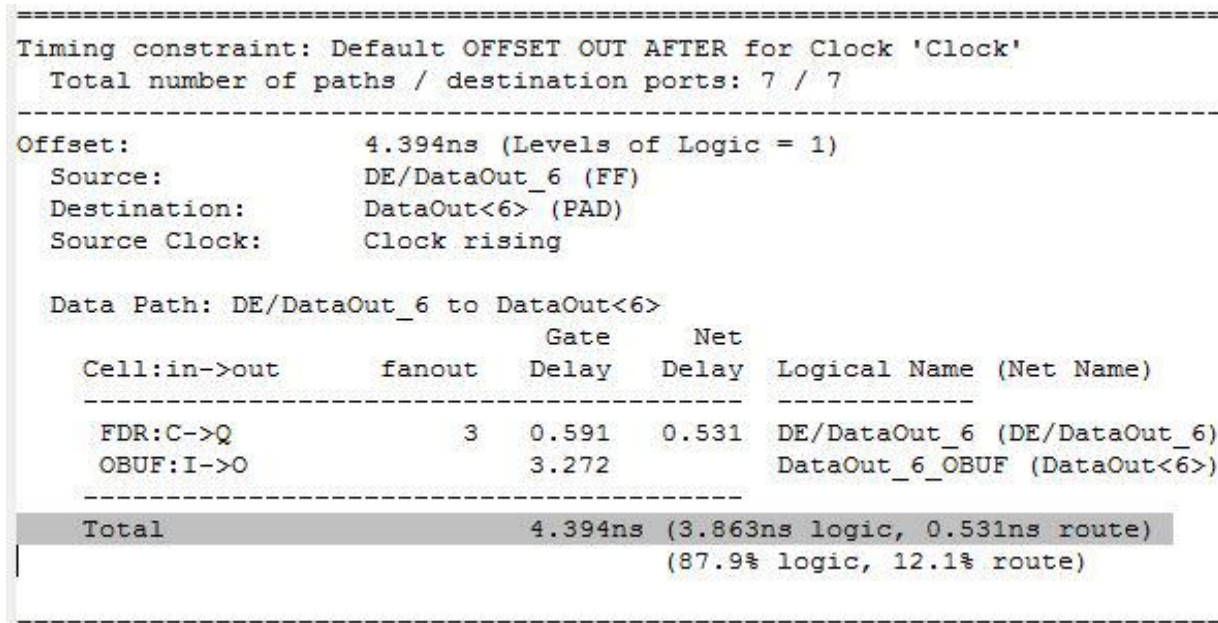 =========================================================================
Timing constraint: Default OFFSET OUT AFTER for Clock 'Clock'
  Total number of paths / destination ports: 7 / 7
-------------------------------------------------------------------------
Offset:              4.394ns (Levels of Logic = 1)
  Source:            DE/DataOut_6 (FF)
  Destination:       DataOut<6> (PAD)
  Source Clock:      Clock rising

  Data Path: DE/DataOut_6 to DataOut<6>
                                Gate     Net
    Cell:in->out      fanout   Delay   Delay  Logical Name (Net Name)
    ----------------------------------------  ------------
     FDR:C->Q              3   0.591   0.531  DE/DataOut_6 (DE/DataOut_6)
     OBUF:I->O                 3.272          DataOut_6_OBUF (DataOut<6>)
    ----------------------------------------
    Total                      4.394ns (3.863ns logic, 0.531ns route)
                                       (87.9% logic, 12.1% route)

=========================================================================